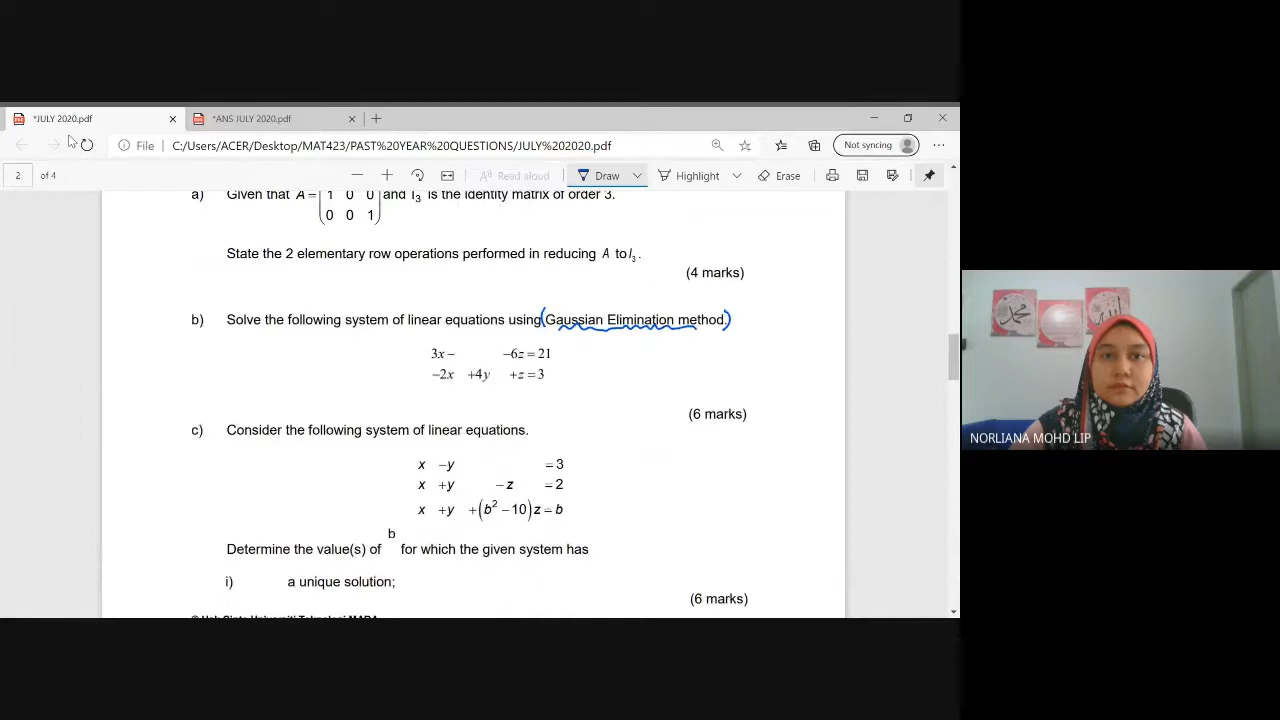 *JULY 2020.pdf
*ANS JULY 2020.pdf
File
C:/Users/ACER/Desktop/MAT423/PAST%20YEAR%20QUESTIONS/JULY%202020.pdf
Not syncing
2 of 4
Read aloud
Draw
Highlight
Erase
a) Given that A = (1 0 0 and I₃ is the identity matrix of order 3.
0 0 1)
State the 2 elementary row operations performed in reducing A to I₃.
(4 marks)
b) Solve the following system of linear equations using (Gaussian Elimination method.)
3x − −6z = 21
−2x +4y +z = 3
(6 marks)
c) Consider the following system of linear equations.
x −y = 3
x +y −z = 2
x +y +(b² −10)z = b
b
Determine the value(s) of for which the given system has
i) a unique solution;
(6 marks)
NORLIANA MOHD LIP
محمد
الله